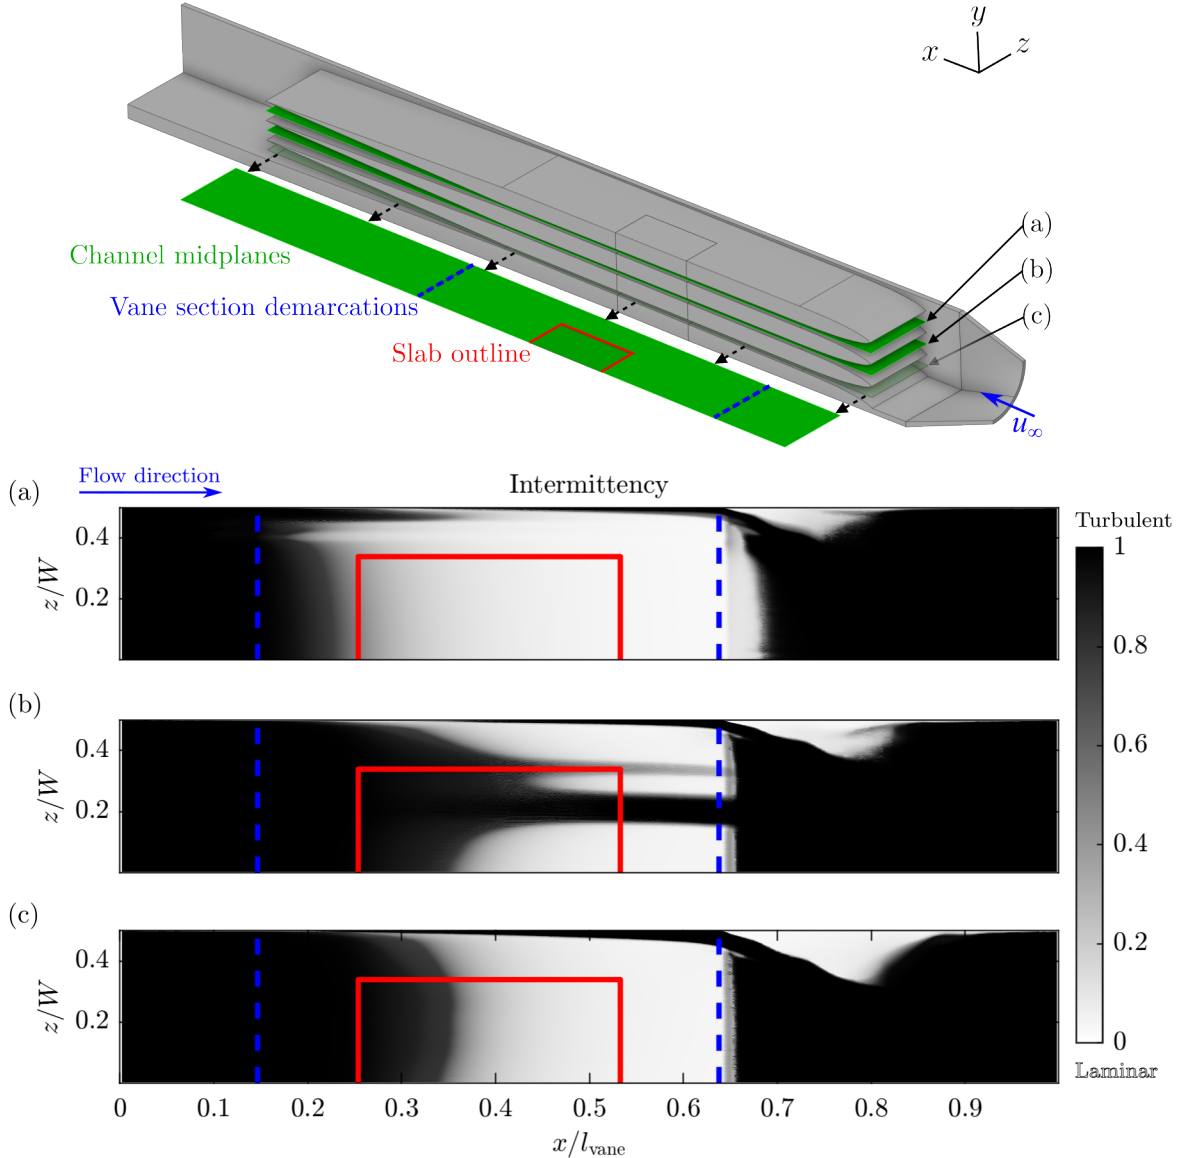 y
x
z
(a)
(b)
(c)
Channel midplanes
Vane section demarcations
Slab outline
u∞
Flow direction
(a)
Intermittency
Turbulent
0.4
z/W
0.2
1
0.8
(b)
0.4
z/W
0.2
0.6
0.4
(c)
0.4
z/W
0.2
0.2
0
Laminar
0 0.1 0.2 0.3 0.4 0.5 0.6 0.7 0.8 0.9
x/lvane